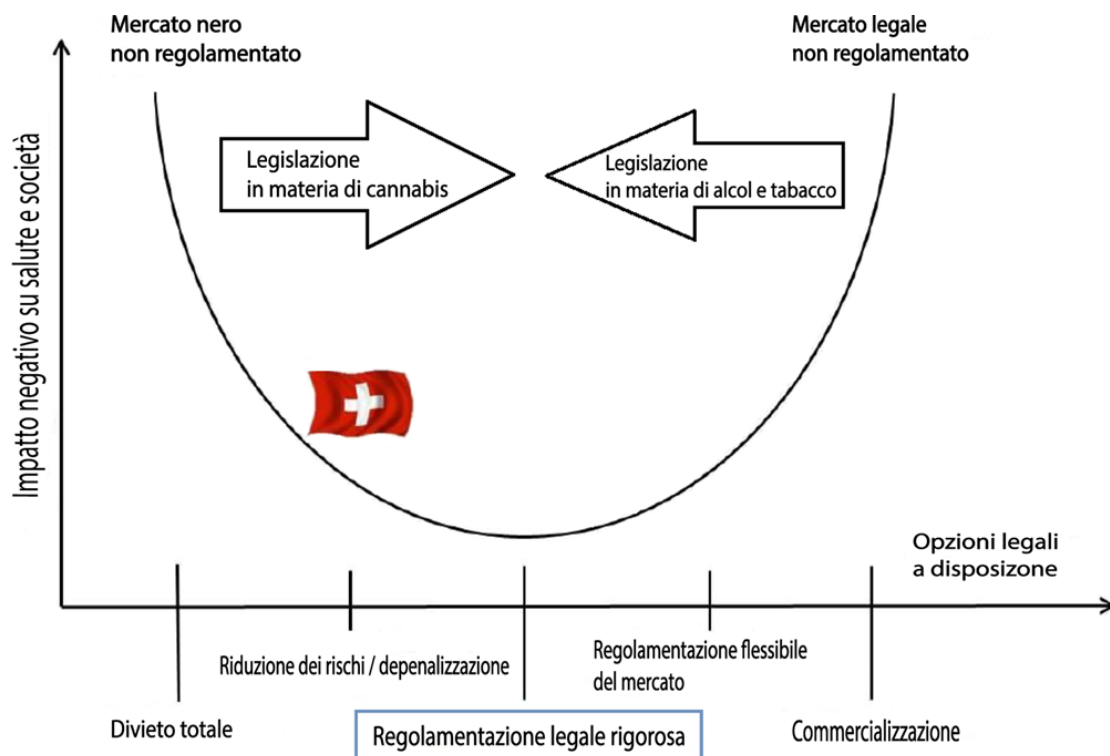 Mercato nero
non regolamentato
Mercato legale
non regolamentato
Legislazione
in materia di cannabis
Legislazione
in materia di alcol e tabacco
Impatto negativo su salute e società
Opzioni legali
a disposizone
Riduzione dei rischi / depenalizzazione
Regolamentazione flessibile
del mercato
Divieto totale
Regolamentazione legale rigorosa
Commercializzazione